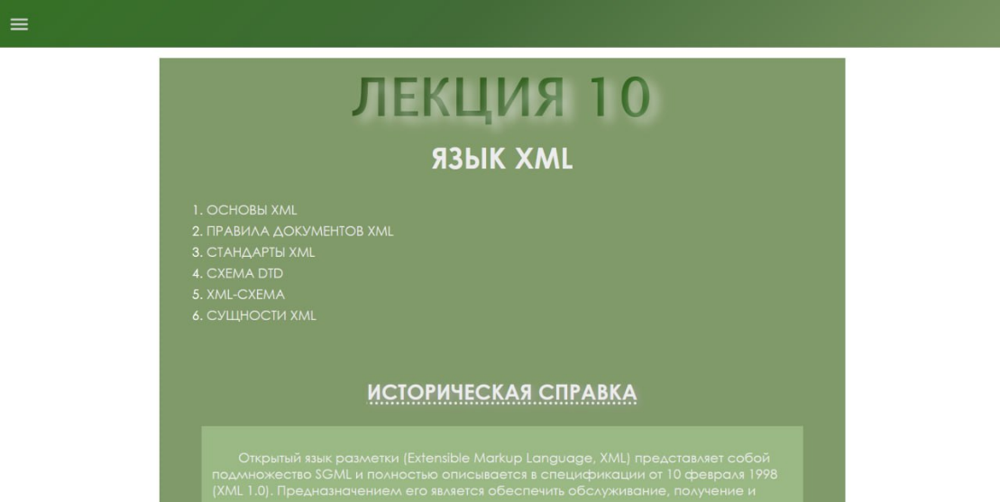 ЛЕКЦИЯ 10
ЯЗЫК XML
1. ОСНОВЫ XML
2. ПРАВИЛА ДОКУМЕНТОВ XML
3. СТАНДАРТЫ XML
4. СХЕМА DTD
5. XML-СХЕМА
6. СУЩНОСТИ XML
ИСТОРИЧЕСКАЯ СПРАВКА
Открытый язык разметки (Extensible Markup Language, XML) представляет собой
подмножество SGML и полностью описывается в спецификации от 10 февраля 1998
(XML 1.0). Предназначением его является обеспечить обслуживание, получение и